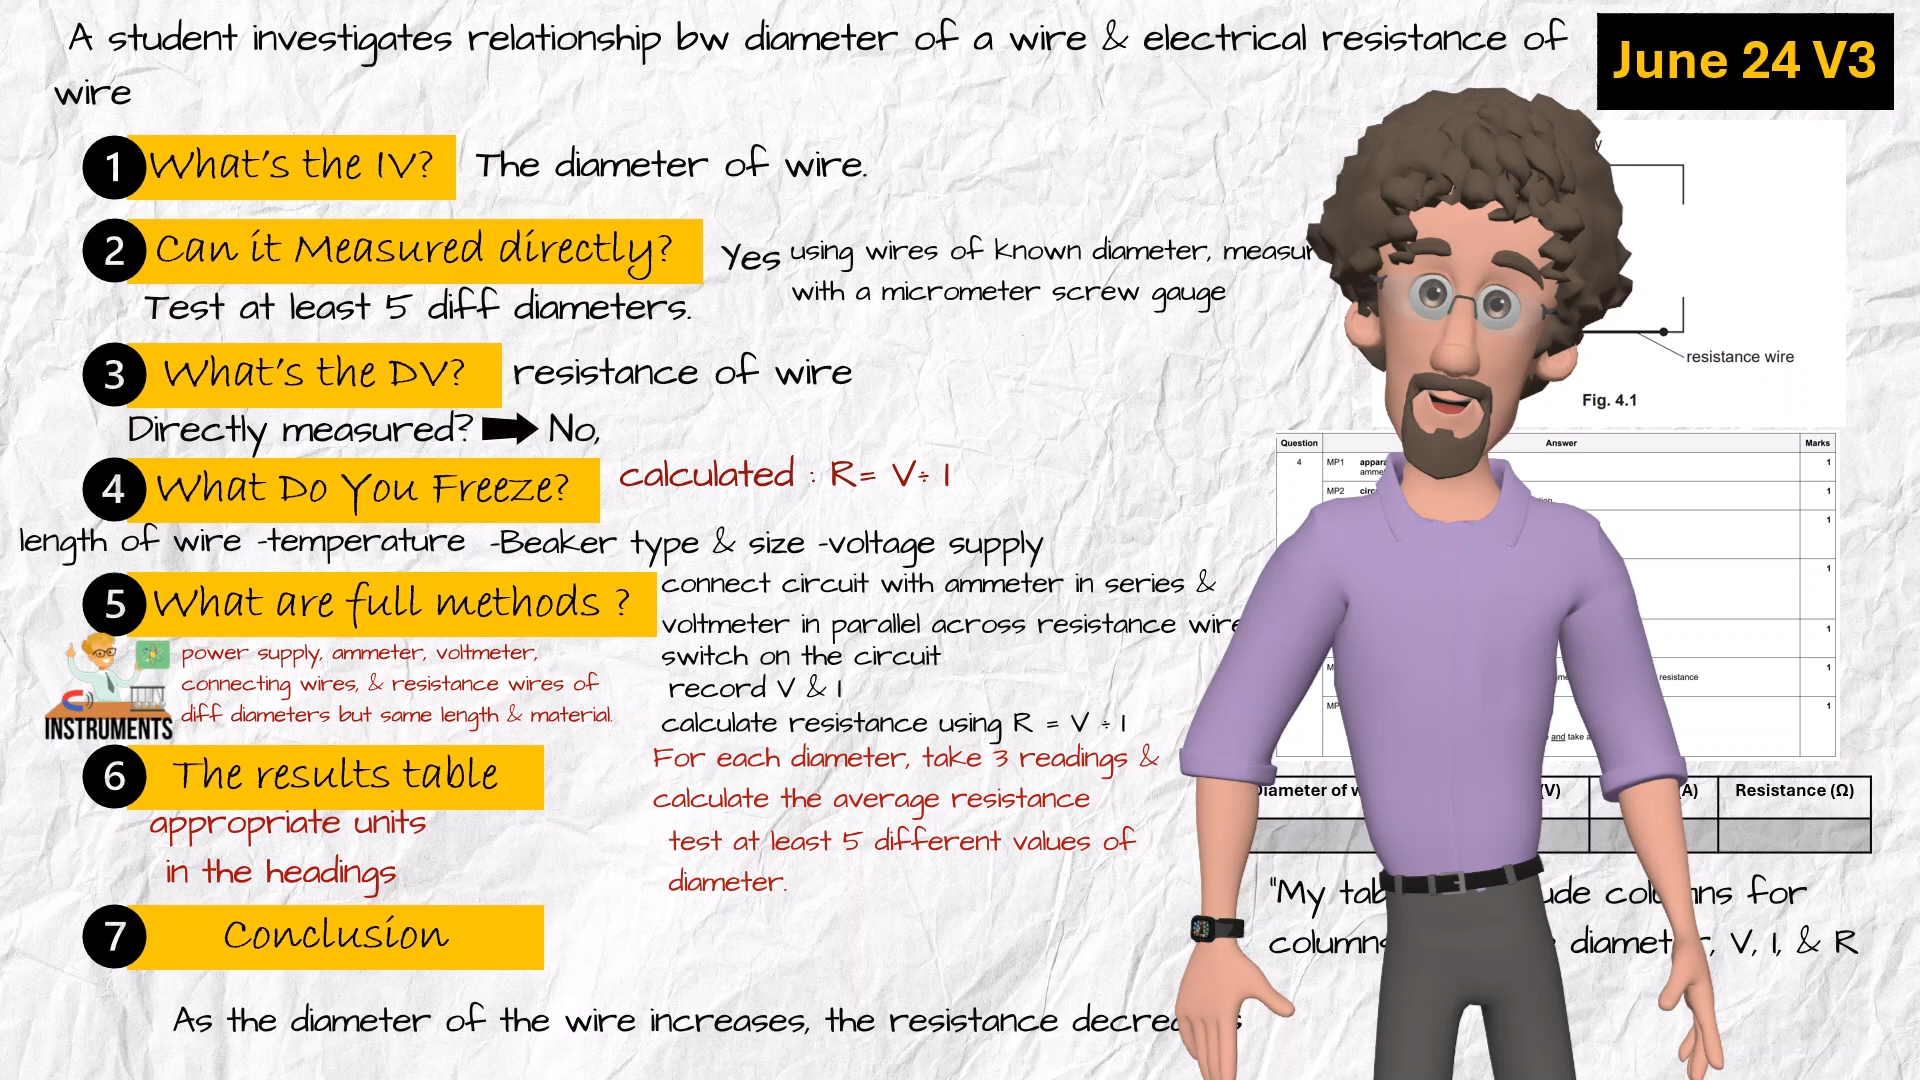 A student investigates relationship bw diameter of a wire & electrical resistance of
wire
June 24 V3
1 What's the IV? The diameter of wire.
2 Can it Measured directly? Yes using wires of known diameter,
with a micrometer screw gauge
Test at least 5 diff diameters.
3 What's the DV? resistance of wire
Directly measured? No,
calculated : R= V÷ I
4 What Do You Freeze?
length of wire -temperature -Beaker type & size -voltage supply
5 What are full methods ?
connect circuit with ammeter in series &
voltmeter in parallel across resistance wire
switch on the circuit
record V & I
calculate resistance using R = V ÷ I
For each diameter, take 3 readings &
calculate the average resistance
test at least 5 different values of
diameter.
INSTRUMENTS
power supply, ammeter, voltmeter,
connecting wires, & resistance wires of
diff diameters but same length & material.
6 The results table
appropriate units
in the headings
7 Conclusion
As the diameter of the wire increases, the resistance
resistance wire
Fig. 4.1
Question Answer Marks
4 MP1 1
MP2 1
1
1
1
resistance 1
1
and take
Diameter of (V) (A) Resistance (Ω)
"My for
diameter, V, I, & R